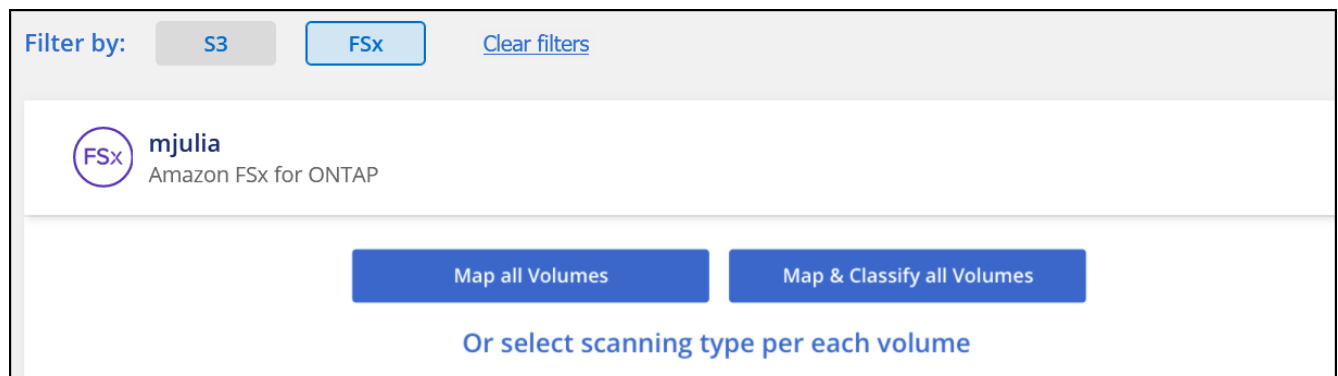 Filter by: S3 FSx Clear filters
FSx mjulia
Amazon FSx for ONTAP
Map all Volumes Map & Classify all Volumes
Or select scanning type per each volume